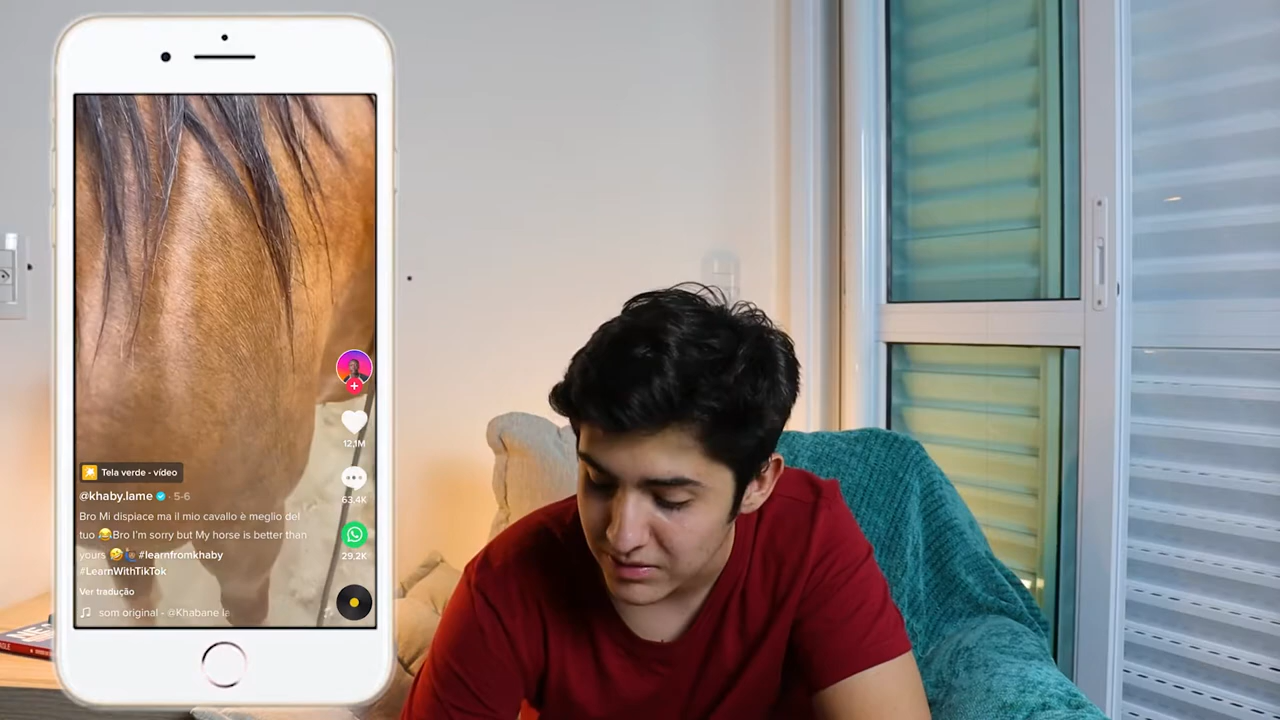 Tela verde - vídeo
@khaby.lame · 5-6
Bro Mi dispiace ma il mio cavallo è meglio del
tuo 😂Bro I'm sorry but My horse is better than
yours 🤣🙋🏾‍♂️ #learnfromkhaby
#LearnWithTikTok
Ver tradução
som original - @Khabane la
12,1M
63,4K
29,2K